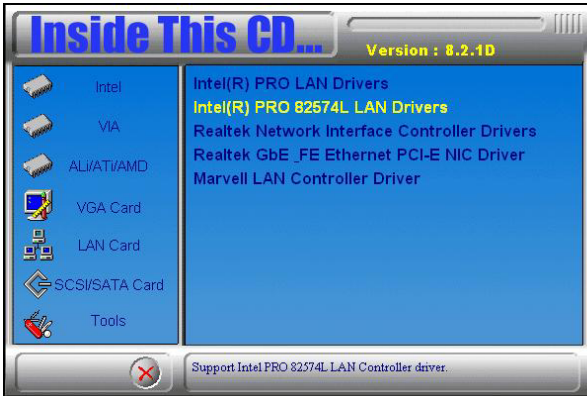 Inside This CD...
Version : 8.2.1D
Intel
VIA
ALi/ATi/AMD
VGA Card
LAN Card
SCSI/SATA Card
Tools
Intel(R) PRO LAN Drivers
Intel(R) PRO 82574L LAN Drivers
Realtek Network Interface Controller Drivers
Realtek GbE _FE Ethernet PCI-E NIC Driver
Marvell LAN Controller Driver
Support Intel PRO 82574L LAN Controller driver.